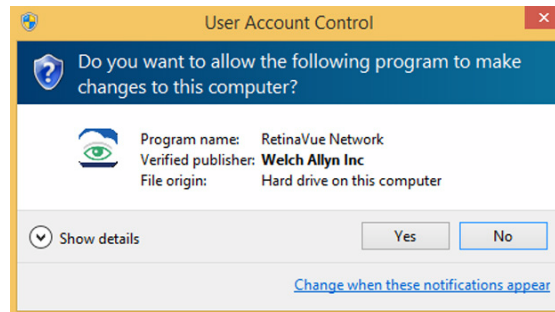 User Account Control
Do you want to allow the following program to make
changes to this computer?
Program name: RetinaVue Network
Verified publisher: Welch Allyn Inc
File origin: Hard drive on this computer
Show details
Yes
No
Change when these notifications appear